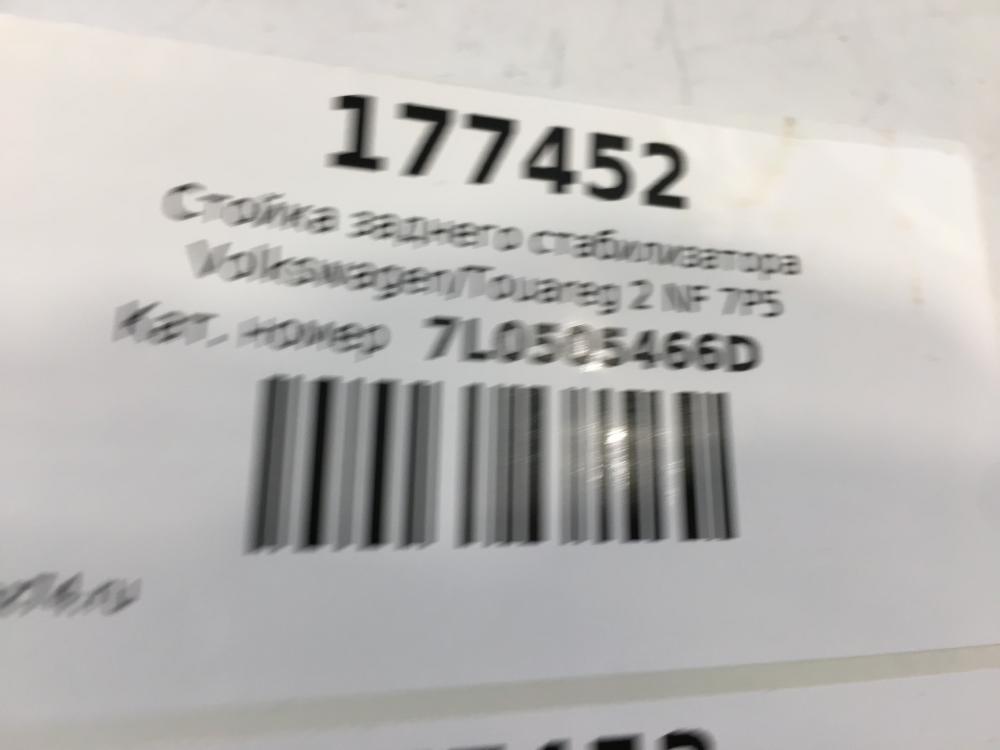 177452
Стойка заднего стабилизатора
Volkswagen/Touareg 2 NF 7P5
Кат. номер 7L0505466D